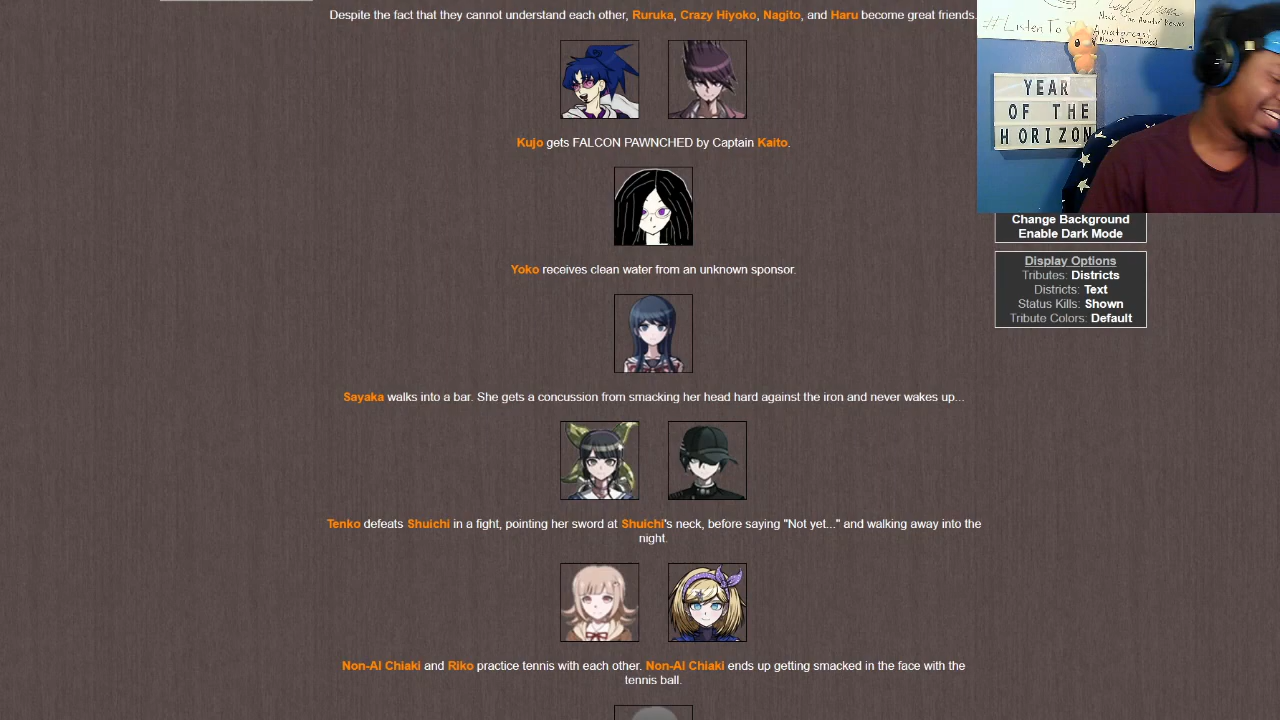 Despite the fact that they cannot understand each other, Ruruka, Crazy Hiyoko, Nagito, and Haru become great friends.
#ListenTo
(Now On iTunes)
YEAR
OF THE
HORIZON
Kujo gets FALCON PAWNCHED by Captain Kaito.
Change Background
Enable Dark Mode
Display Options
Tributes: Districts
Districts: Text
Status Kills: Shown
Tribute Colors: Default
Yoko receives clean water from an unknown sponsor.
Sayaka walks into a bar. She gets a concussion from smacking her head hard against the iron and never wakes up...
Tenko defeats Shuichi in a fight, pointing her sword at Shuichi's neck, before saying "Not yet..." and walking away into the
night.
Non-AI Chiaki and Riko practice tennis with each other. Non-AI Chiaki ends up getting smacked in the face with the
tennis ball.